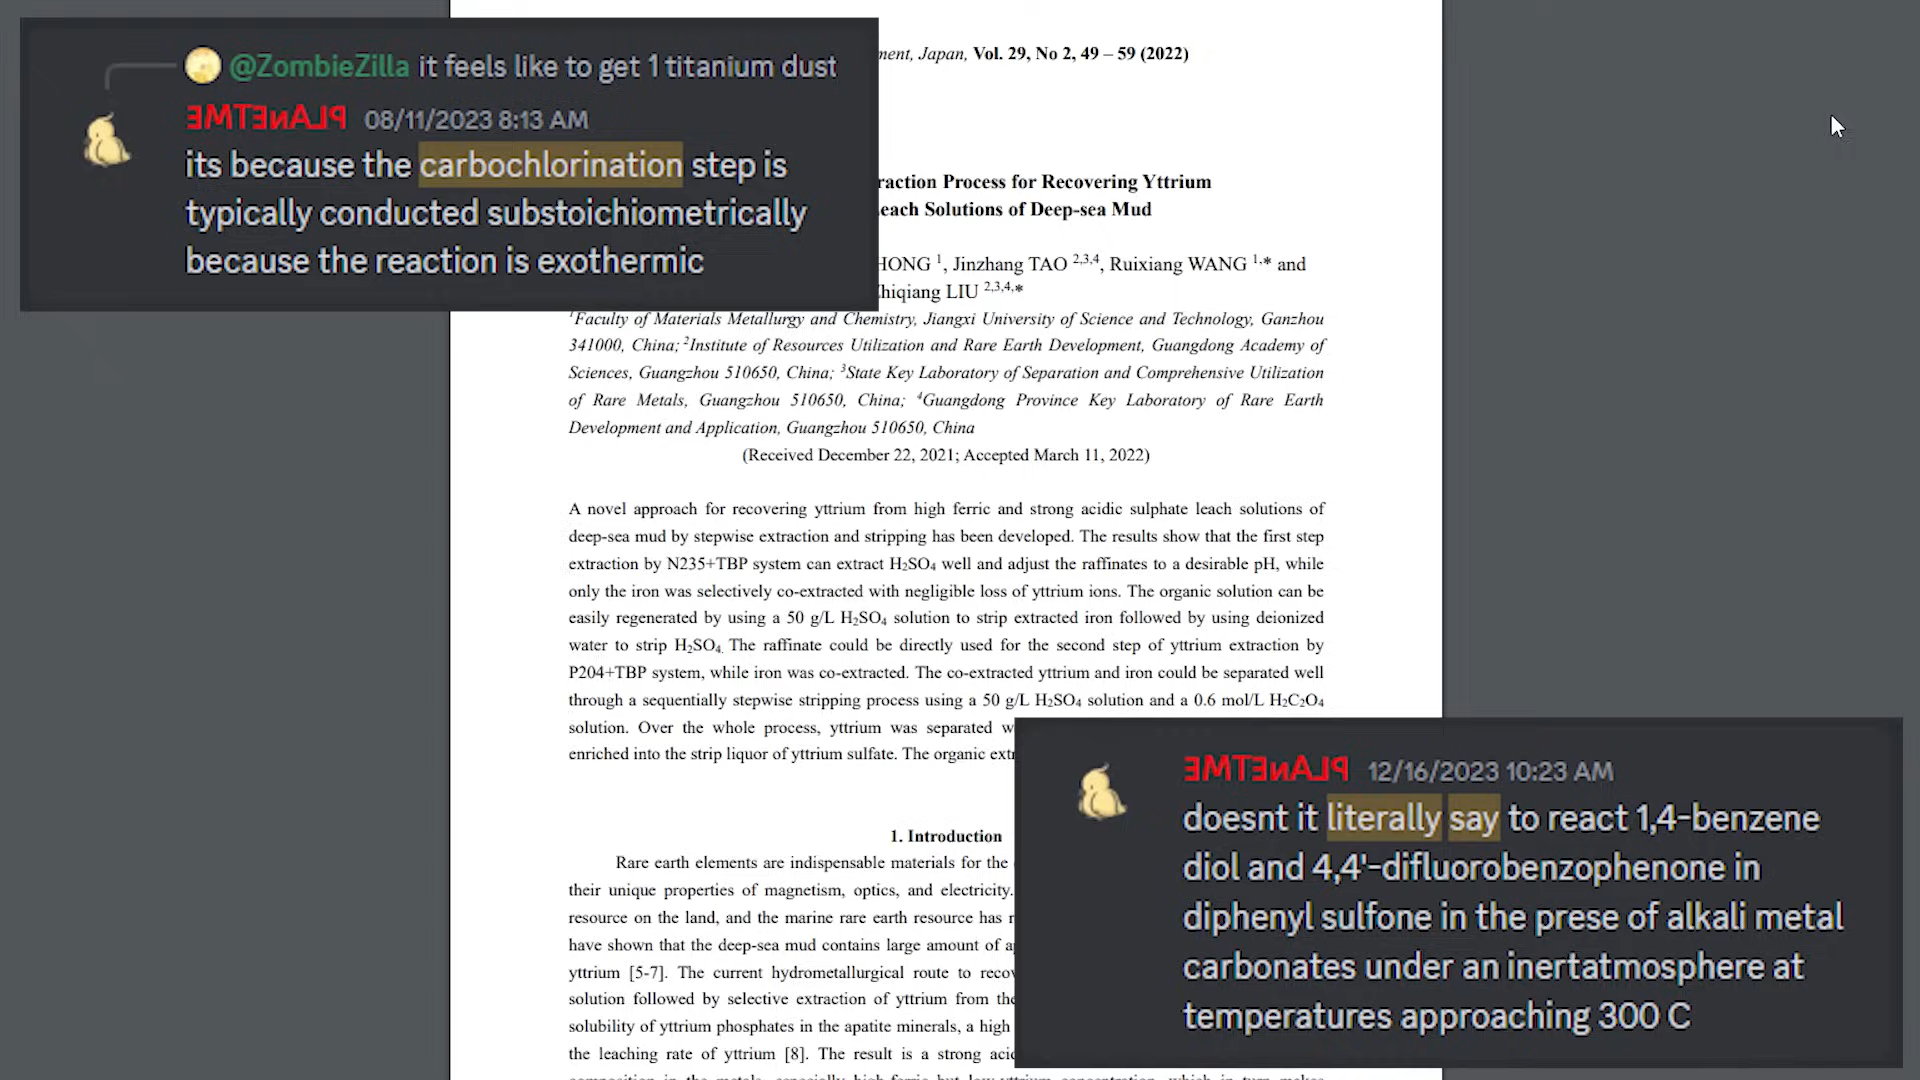 @ZombieZilla it feels like to get 1 titanium dust
PLAnETME 08/11/2023 8:13 AM
its because the carbochlorination step is
typically conducted substoichiometrically
because the reaction is exothermic
Japan, Vol. 29, No 2, 49 – 59 (2022)
Process for Recovering Yttrium
Solutions of Deep-sea Mud
Jinzhang TAO 2,3,4, Ruixiang WANG 1,* and
LIU 2,3,4,*
1Faculty of Materials Metallurgy and Chemistry, Jiangxi University of Science and Technology, Ganzhou
341000, China; 2Institute of Resources Utilization and Rare Earth Development, Guangdong Academy of
Sciences, Guangzhou 510650, China; 3State Key Laboratory of Separation and Comprehensive Utilization
of Rare Metals, Guangzhou 510650, China; 4Guangdong Province Key Laboratory of Rare Earth
Development and Application, Guangzhou 510650, China
(Received December 22, 2021; Accepted March 11, 2022)
A novel approach for recovering yttrium from high ferric and strong acidic sulphate leach solutions of
deep-sea mud by stepwise extraction and stripping has been developed. The results show that the first step
extraction by N235+TBP system can extract H₂SO₄ well and adjust the raffinates to a desirable pH, while
only the iron was selectively co-extracted with negligible loss of yttrium ions. The organic solution can be
easily regenerated by using a 50 g/L H₂SO₄ solution to strip extracted iron followed by using deionized
water to strip H₂SO₄. The raffinate could be directly used for the second step of yttrium extraction by
P204+TBP system, while iron was co-extracted. The co-extracted yttrium and iron could be separated well
through a sequentially stepwise stripping process using a 50 g/L H₂SO₄ solution and a 0.6 mol/L H₂C₂O₄
solution. Over the whole process, yttrium was separated
enriched into the strip liquor of yttrium sulfate. The organic
1. Introduction
Rare earth elements are indispensable materials for the
their unique properties of magnetism, optics, and electricity.
resource on the land, and the marine rare earth resource has
have shown that the deep-sea mud contains large amount of
yttrium [5-7]. The current hydrometallurgical route to
solution followed by selective extraction of yttrium from
solubility of yttrium phosphates in the apatite minerals, a high
the leaching rate of yttrium [8]. The result is a strong
PLAnETME 12/16/2023 10:23 AM
doesnt it literally say to react 1,4-benzene
diol and 4,4'-difluorobenzophenone in
diphenyl sulfone in the prese of alkali metal
carbonates under an inertatmosphere at
temperatures approaching 300 C